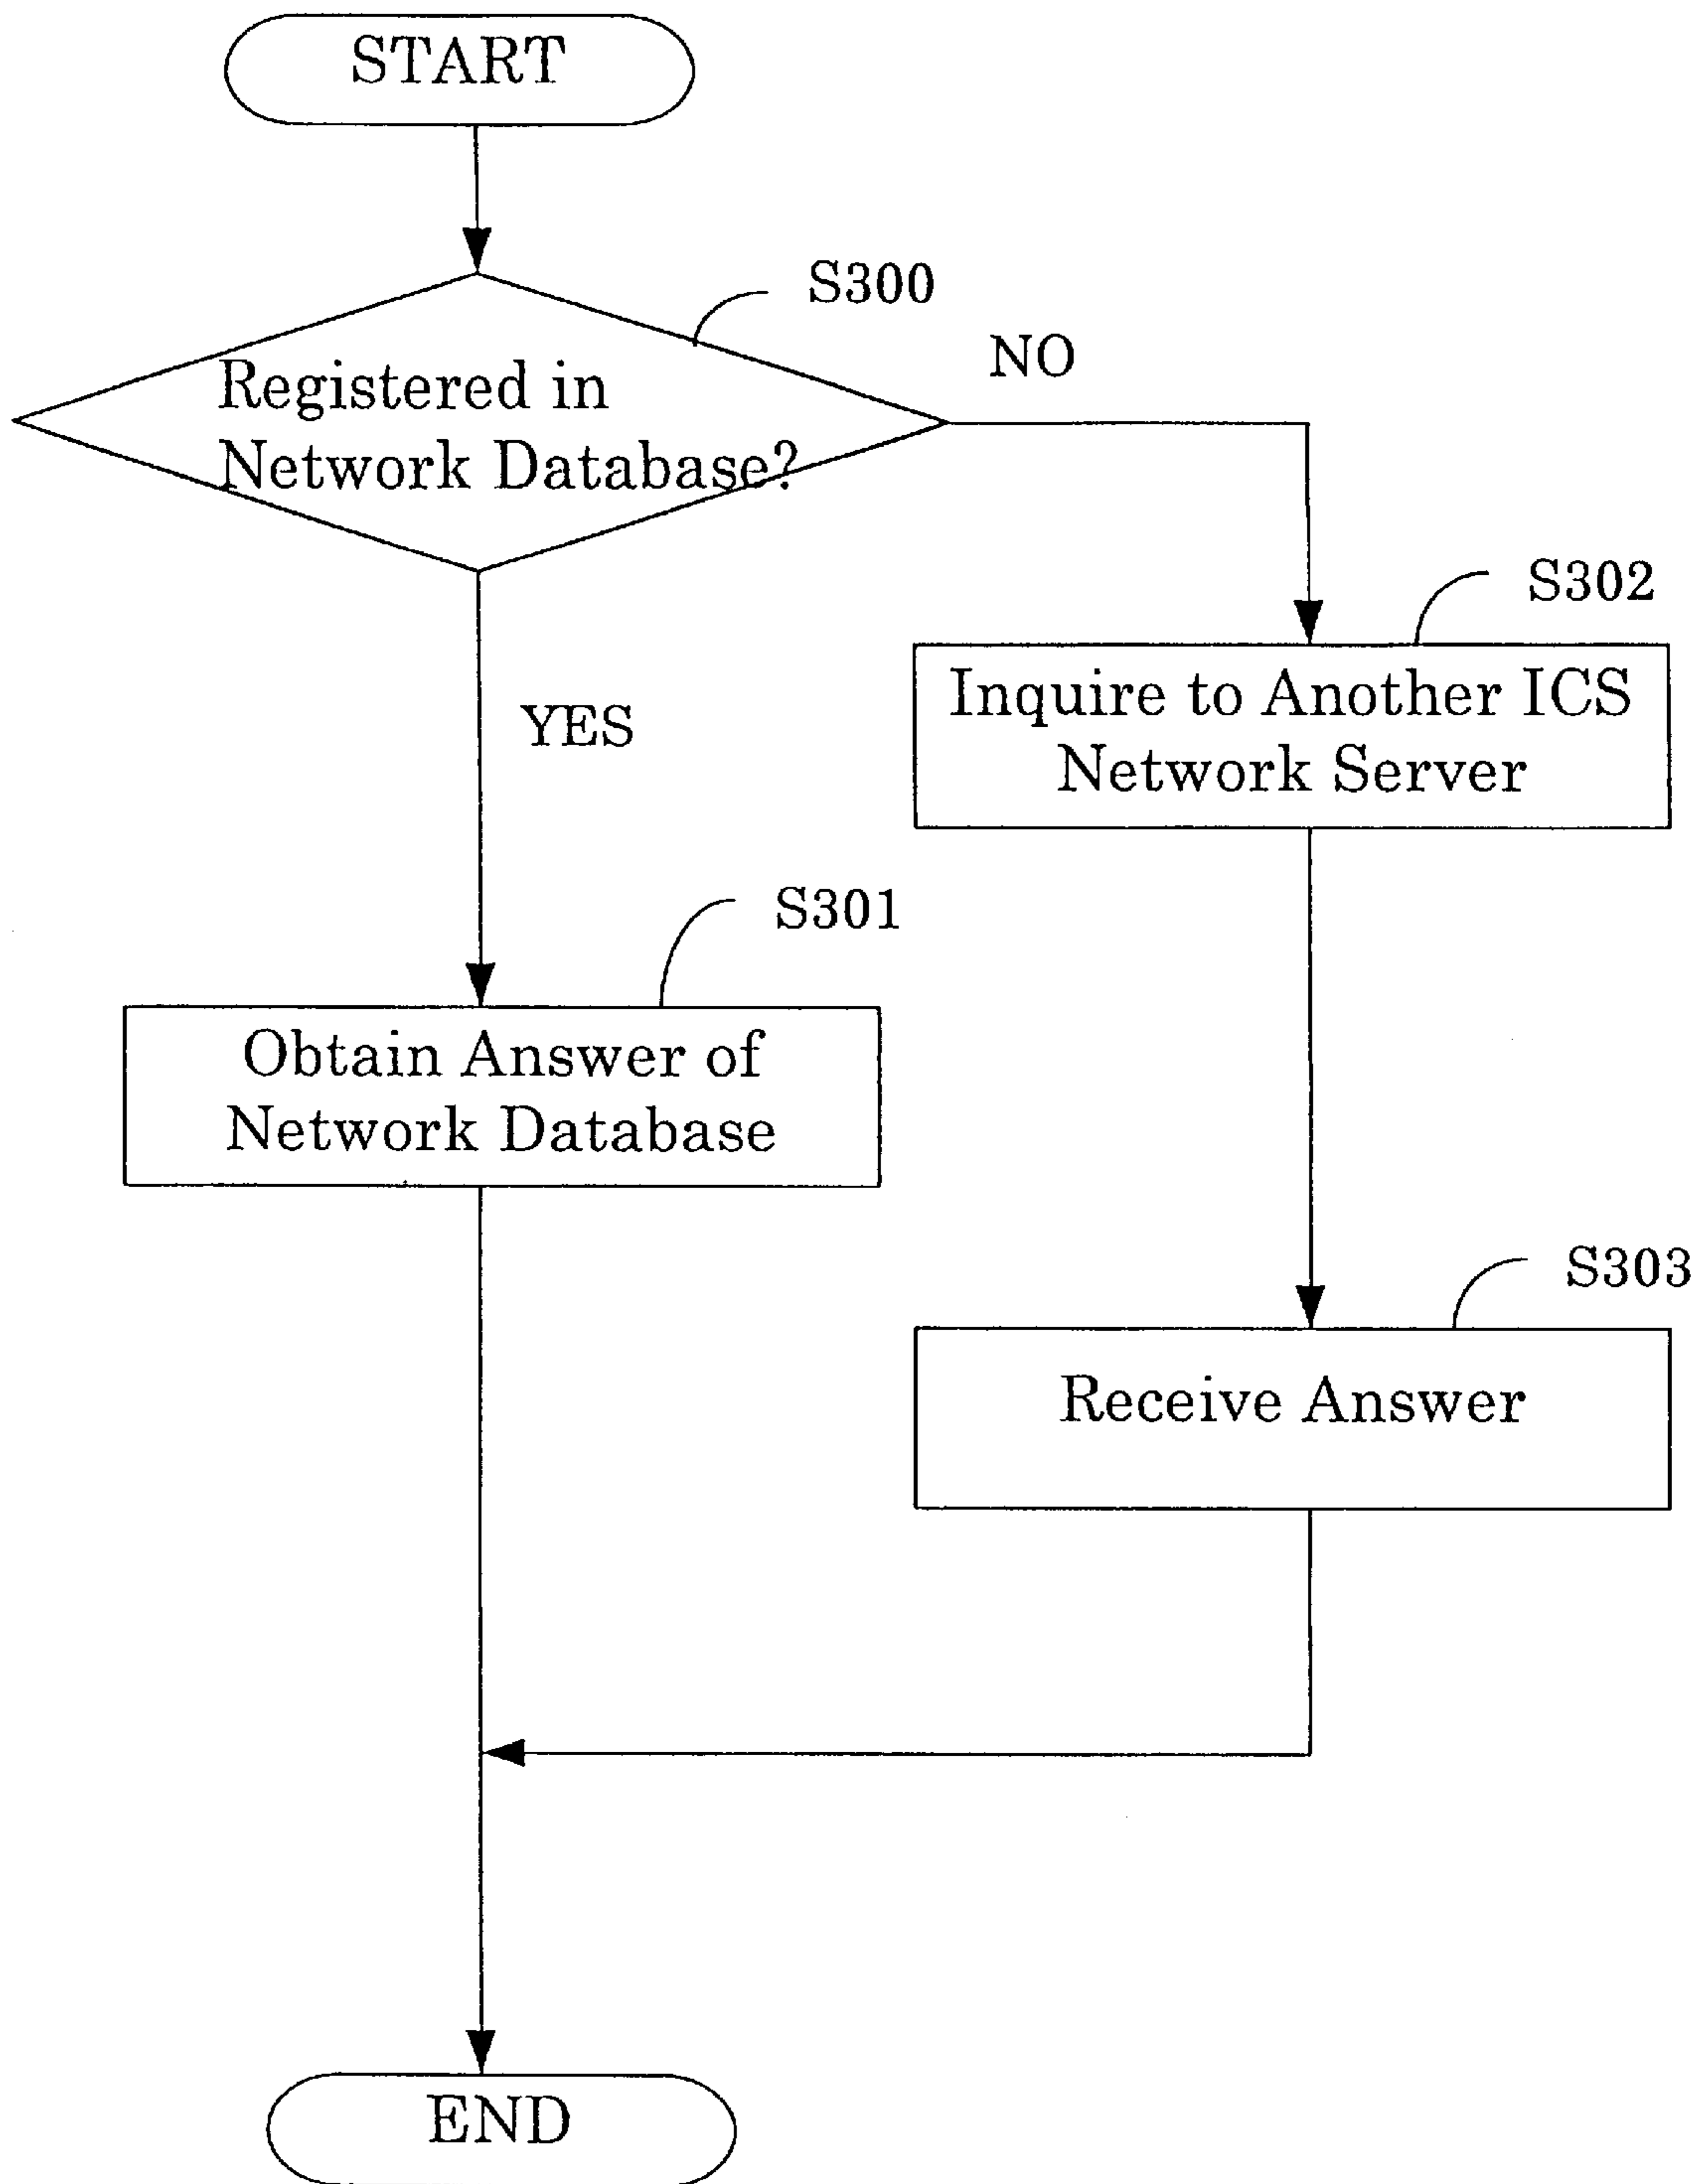 START
S300
Registered in
Network Database?
NO
YES
S302
Inquire to Another ICS
Network Server
S301
Obtain Answer of
Network Database
S303
Receive Answer
END